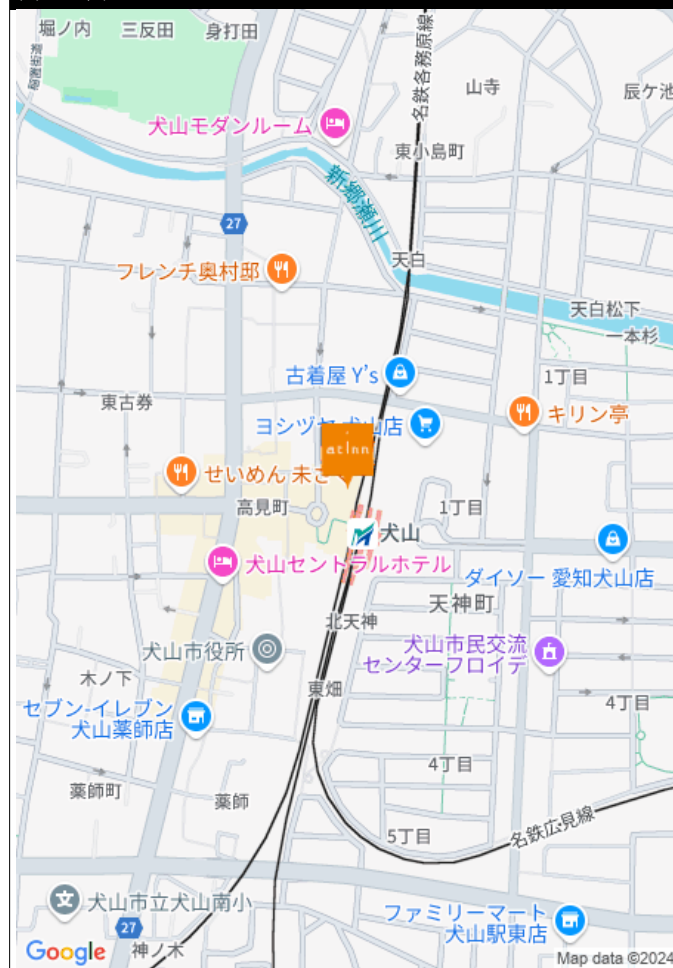 堀ノ内
三反田
身打田
名鉄各務原線
山寺
辰ケ池
犬山モダンルーム
東小島町
新郷瀬川
27
天白
フレンチ奥村邸
天白松下
一本杉
古着屋 Y's
1丁目
東古券
キリン亭
ヨシヅヤ 犬山店
at inn
せいめん 未こ
高見町
1丁目
犬山
犬山セントラルホテル
ダイソー 愛知犬山店
天神町
北天神
犬山市役所
犬山市民交流
センターフロイデ
木ノ下
東畑
セブン-イレブン
犬山薬師店
4丁目
4丁目
薬師町
薬師
5丁目
名鉄広見線
犬山市立犬山南小
ファミリーマート
犬山駅東店
27
神ノ木
Google
Map data ©2024